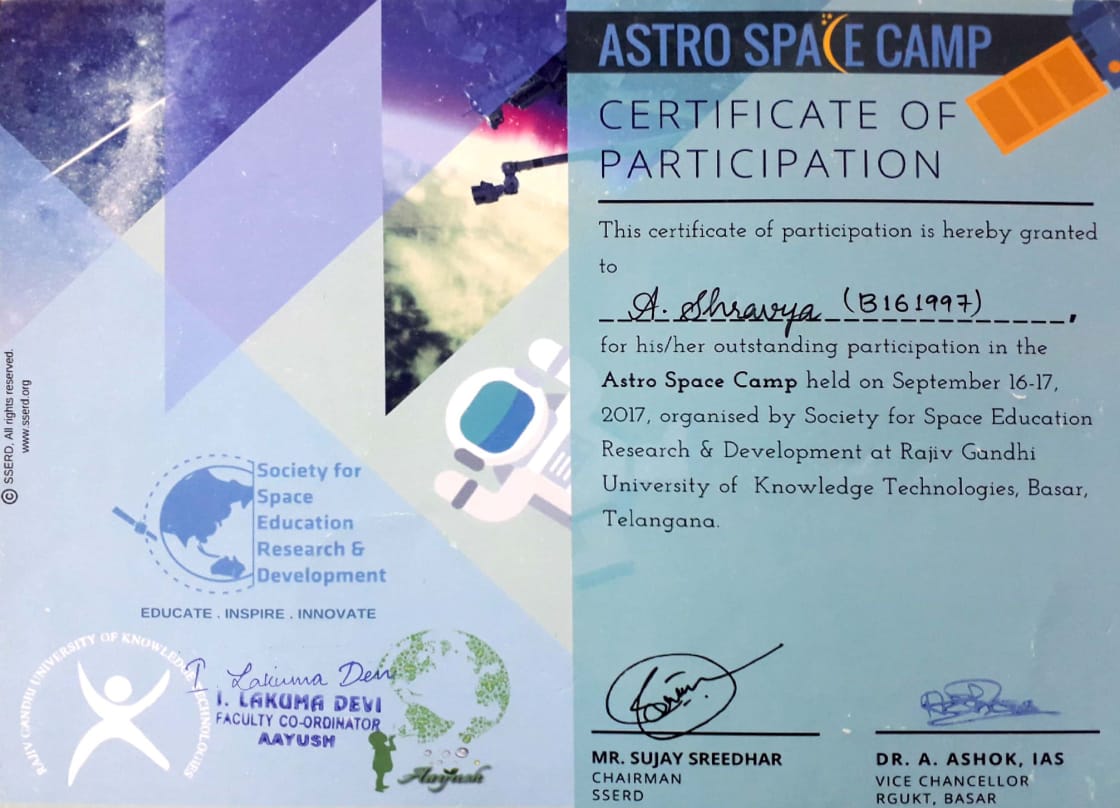 ASTRO SPACE CAMP
CERTIFICATE OF
PARTICIPATION
This certificate of participation is hereby granted
to
A. Shravya (B161997),
for his/her outstanding participation in the
Astro Space Camp held on September 16-17,
2017, organised by Society for Space Education
Research & Development at Rajiv Gandhi
University of Knowledge Technologies, Basar,
Telangana.
MR. SUJAY SREEDHAR
CHAIRMAN
SSERD
DR. A. ASHOK, IAS
VICE CHANCELLOR
RGUKT, BASAR
© SSERD. All rights reserved.
www.sserd.org
Society for
Space
Education
Research &
Development
EDUCATE . INSPIRE . INNOVATE
RAJIV GANDHI UNIVERSITY OF KNOWLEDGE TECHNOLOGIES
I. Lakuma Devi
I. LAKUMA DEVI
FACULTY CO-ORDINATOR
AAYUSH
Aayush